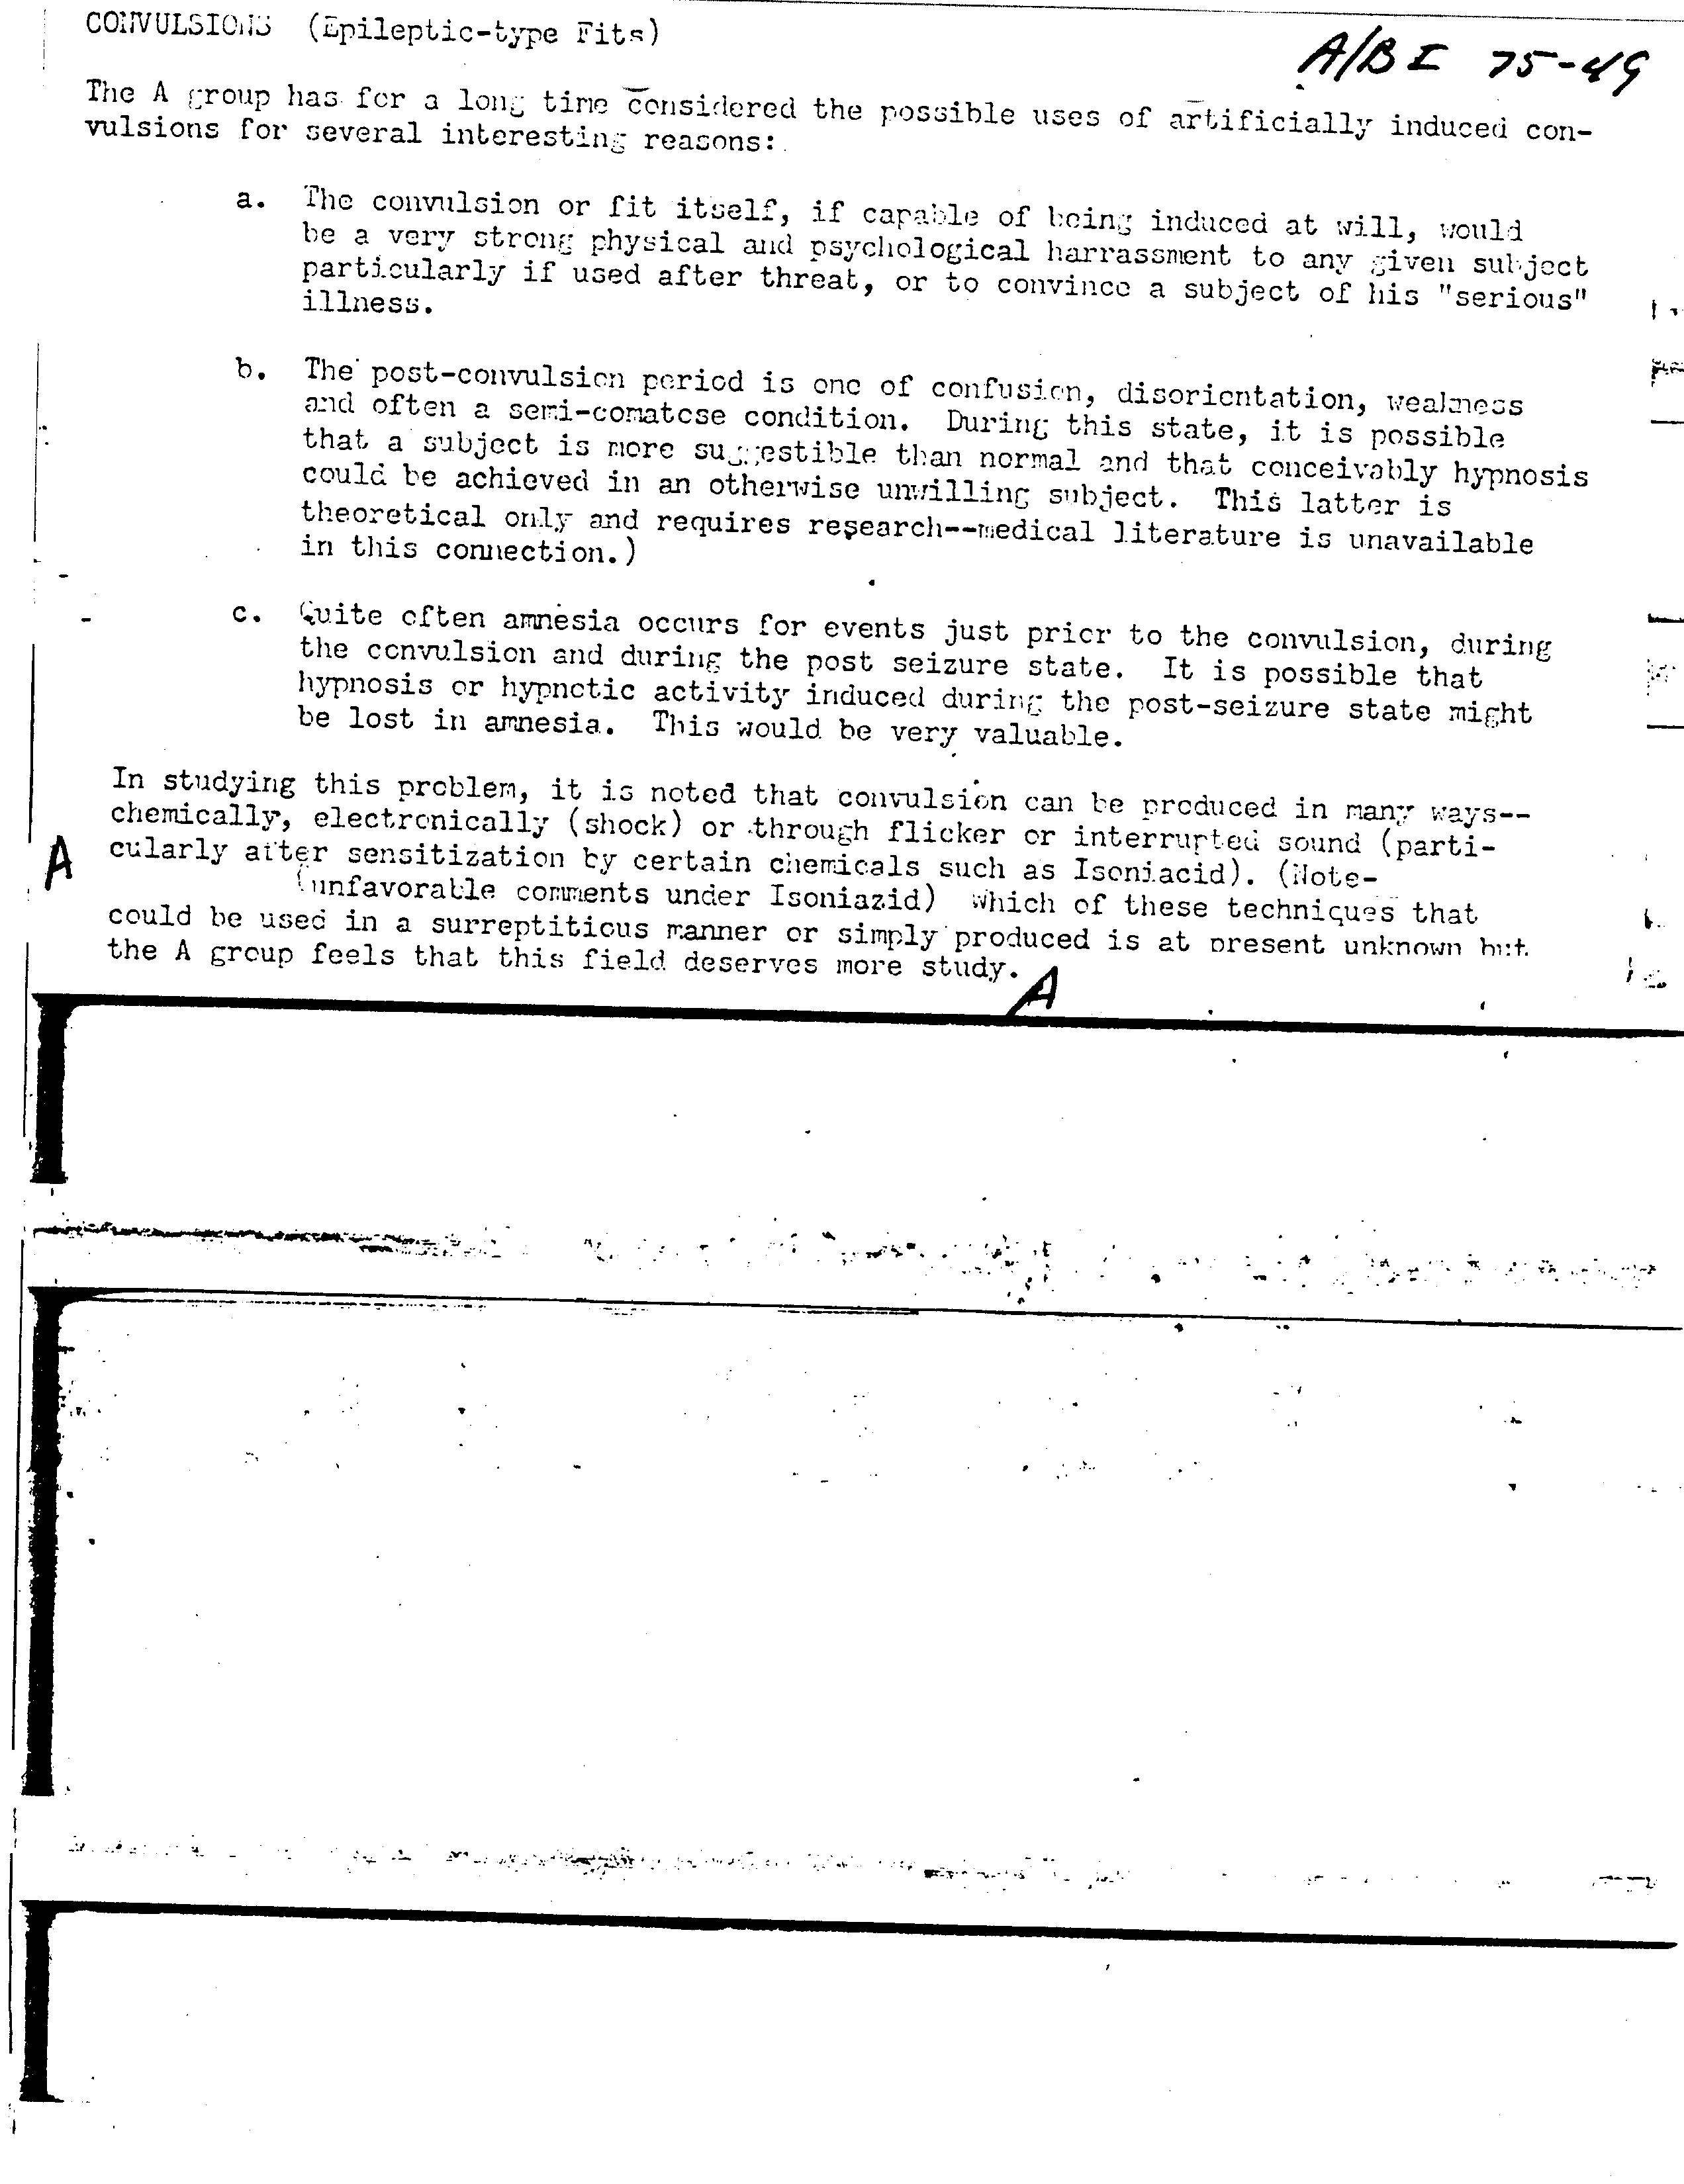 CONVULSIONS (Epileptic-type Fits)
A/B I 75-49
The A group has for a long time considered the possible uses of artificially induced con-
vulsions for several interesting reasons:
a. The convulsion or fit itself, if capable of being induced at will, would
be a very strong physical and psychological harrassment to any given subject
particularly if used after threat, or to convince a subject of his "serious"
illness.
b. The post-convulsion period is one of confusion, disorientation, weakness
and often a semi-comatose condition. During this state, it is possible
that a subject is more suggestible than normal and that conceivably hypnosis
could be achieved in an otherwise unwilling subject. This latter is
theoretical only and requires research--medical literature is unavailable
in this connection.)
c. Quite often amnesia occurs for events just prior to the convulsion, during
the convulsion and during the post seizure state. It is possible that
hypnosis or hypnotic activity induced during the post-seizure state might
be lost in amnesia. This would be very valuable.
In studying this problem, it is noted that convulsion can be produced in many ways--
chemically, electronically (shock) or through flicker or interrupted sound (parti-
A cularly after sensitization by certain chemicals such as Isoniacid). (Note-
(unfavorable comments under Isoniazid) Which of these techniques that
could be used in a surreptitious manner or simply produced is at present unknown but
the A group feels that this field deserves more study.
A